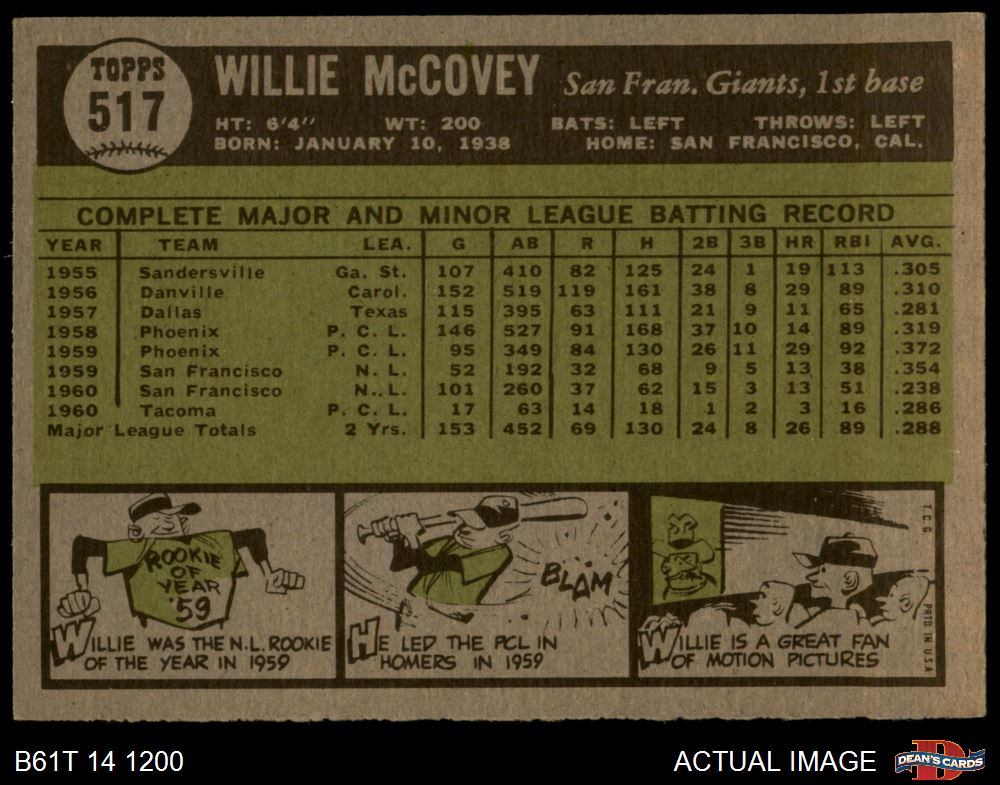 TOPPS
517
WILLIE McCOVEY San Fran. Giants, 1st base
HT: 6'4'' WT: 200 BATS: LEFT THROWS: LEFT
BORN: JANUARY 10, 1938 HOME: SAN FRANCISCO, CAL.
COMPLETE MAJOR AND MINOR LEAGUE BATTING RECORD
YEAR TEAM LEA. G AB R H 2B 3B HR RBI AVG.
1955 Sandersville Ga. St. 107 410 82 125 24 1 19 113 .305
1956 Danville Carol. 152 519 119 161 38 8 29 89 .310
1957 Dallas Texas 115 395 63 111 21 9 11 65 .281
1958 Phoenix P. C. L. 146 527 91 168 37 10 14 89 .319
1959 Phoenix P. C. L. 95 349 84 130 26 11 29 92 .372
1959 San Francisco N. L. 52 192 32 68 9 5 13 38 .354
1960 San Francisco N.. L. 101 260 37 62 15 3 13 51 .238
1960 Tacoma P. C. L. 17 63 14 18 1 2 3 16 .286
Major League Totals 2 Yrs. 153 452 69 130 24 8 26 89 .288
ROOKIE
OF
YEAR
'59
WILLIE WAS THE N.L. ROOKIE
OF THE YEAR IN 1959
BLAM
HE LED THE PCL IN
HOMERS IN 1959
WILLIE IS A GREAT FAN
OF MOTION PICTURES
T.C.G
PRTD IN U.S.A
B61T 14 1200
ACTUAL IMAGE
D
DEAN'S CARDS